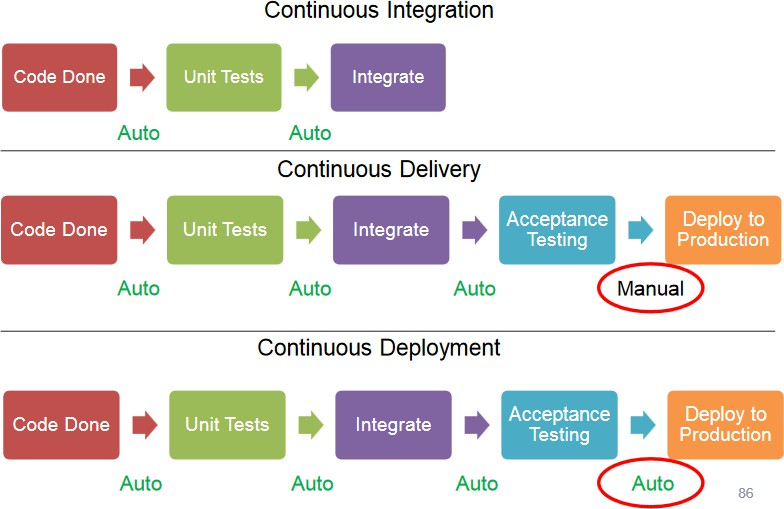 Continuous Integration
Code Done
Unit Tests
Integrate
Auto
Auto
Continuous Delivery
Code Done
Unit Tests
Integrate
Acceptance
Testing
Deploy to
Production
Auto
Auto
Auto
Manual
Continuous Deployment
Code Done
Unit Tests
Integrate
Acceptance
Testing
Deploy to
Production
Auto
Auto
Auto
Auto
86